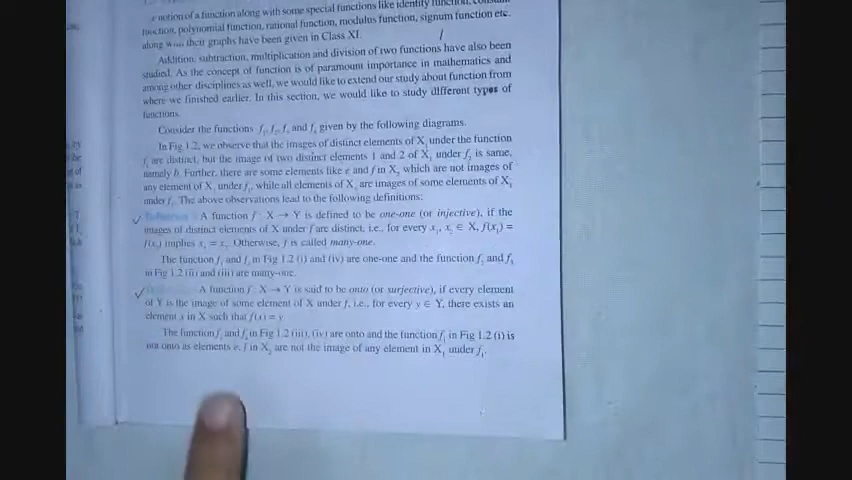 notion of a function along with some special functions like identity function, constant
function, polynomial function, rational function, modulus function, signum function etc.
along with their graphs have been given in Class XI.
Addition, subtraction, multiplication and division of two functions have also been
studied. As the concept of function is of paramount importance in mathematics and
among other disciplines as well, we would like to extend our study about function from
where we finished earlier. In this section, we would like to study different types of
functions.
Consider the functions f₁, f₂, f₃ and f₄ given by the following diagrams.
In Fig 1.2, we observe that the images of distinct elements of X₁ under the function
f₁ are distinct, but the image of two distinct elements 1 and 2 of X₁ under f₂ is same,
namely b. Further, there are some elements like e and f in X₂ which are not images of
any element of X₁ under f₁, while all elements of X₃ are images of some elements of X₁
under f₃. The above observations lead to the following definitions:
A function f : X → Y is defined to be one-one (or injective), if the
images of distinct elements of X under f are distinct, i.e., for every x₁, x₂ ∈ X, f(x₁) =
f(x₂) implies x₁ = x₂. Otherwise, f is called many-one.
The function f₁ and f₄ in Fig 1.2 (i) and (iv) are one-one and the function f₂ and f₃
in Fig 1.2 (ii) and (iii) are many-one.
A function f : X → Y is said to be onto (or surjective), if every element
of Y is the image of some element of X under f, i.e., for every y ∈ Y, there exists an
element x in X such that f(x) = y.
The function f₃ and f₄ in Fig 1.2 (iii), (iv) are onto and the function f₁ in Fig 1.2 (i) is
not onto as elements e, f in X₂ are not the image of any element in X₁ under f₁.